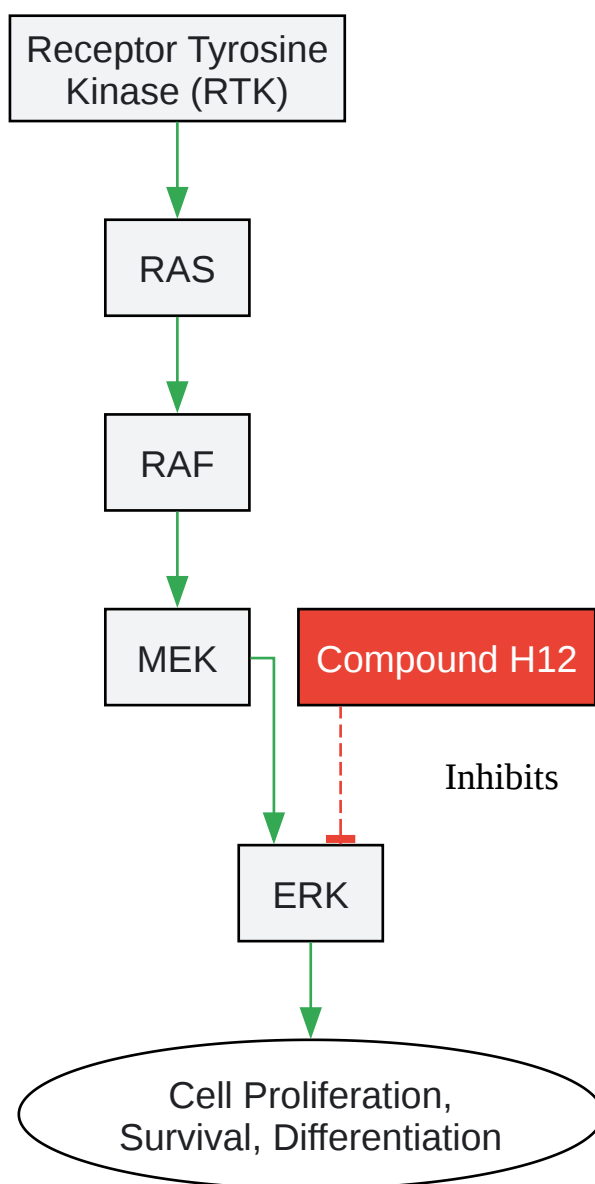 Receptor Tyrosine
Kinase (RTK)
RAS
RAF
MEK
Compound H12
Inhibits
ERK
Cell Proliferation,
Survival, Differentiation